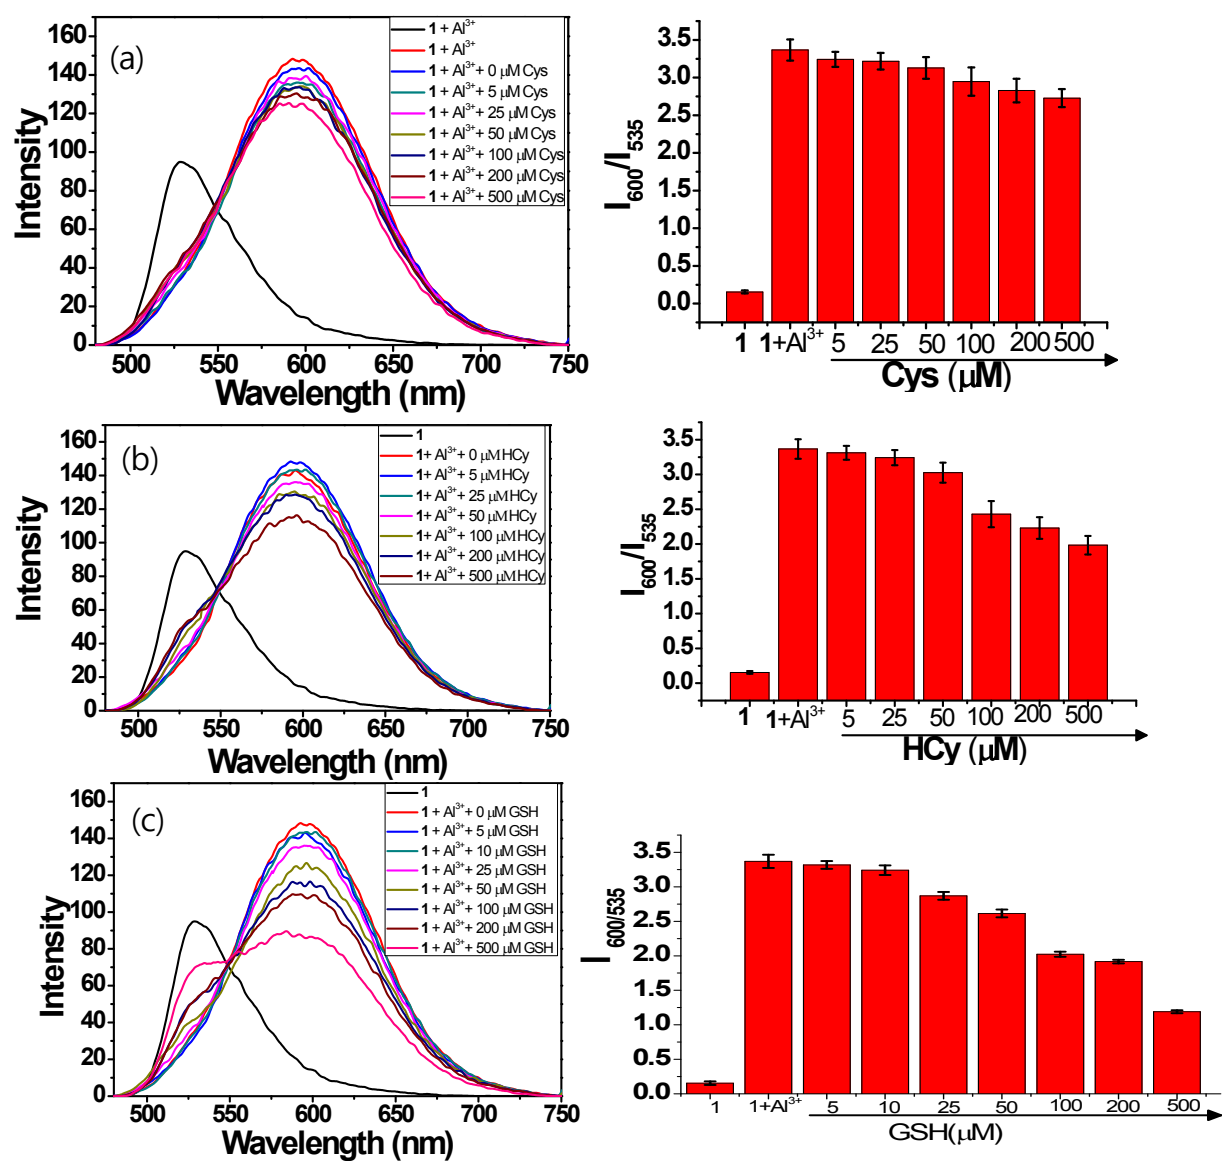 (a)
160
140
120
100
80
60
40
20
0
Intensity
500 550 600 650 700 750
Wavelength (nm)
1 + Al³⁺
1 + Al³⁺
1 + Al³⁺ + 0 μM Cys
1 + Al³⁺ + 5 μM Cys
1 + Al³⁺ + 25 μM Cys
1 + Al³⁺ + 50 μM Cys
1 + Al³⁺ + 100 μM Cys
1 + Al³⁺ + 200 μM Cys
1 + Al³⁺ + 500 μM Cys
3.5
3.0
2.5
2.0
1.5
1.0
0.5
0.0
I₆₀₀/I₅₃₅
1 1+Al³⁺ 5 25 50 100 200 500
Cys (μM)
(b)
160
140
120
100
80
60
40
20
0
Intensity
500 550 600 650 700 750
Wavelength (nm)
1
1+ Al³⁺ + 0 μM HCy
1+ Al³⁺ + 5 μM HCy
1+ Al³⁺ + 25 μM HCy
1+ Al³⁺ + 50 μM HCy
1+ Al³⁺ + 100 μM HCy
1+ Al³⁺ + 200 μM HCy
1+ Al³⁺ + 500 μM HCy
3.5
3.0
2.5
2.0
1.5
1.0
0.5
0.0
I₆₀₀/I₅₃₅
1 1+Al³⁺ 5 25 50 100 200 500
HCy (μM)
(c)
160
140
120
100
80
60
40
20
0
Intensity
500 550 600 650 700 750
Wavelength (nm)
1
1 + Al³⁺ + 0 μM GSH
1 + Al³⁺ + 5 μM GSH
1 + Al³⁺ + 10 μM GSH
1 + Al³⁺ + 25 μM GSH
1 + Al³⁺ + 50 μM GSH
1 + Al³⁺ + 100 μM GSH
1 + Al³⁺ + 200 μM GSH
1 + Al³⁺ + 500 μM GSH
3.5
3.0
2.5
2.0
1.5
1.0
0.5
0.0
I₆₀₀/₅₃₅
1 1+Al³⁺ 5 10 25 50 100 200 500
GSH(μM)